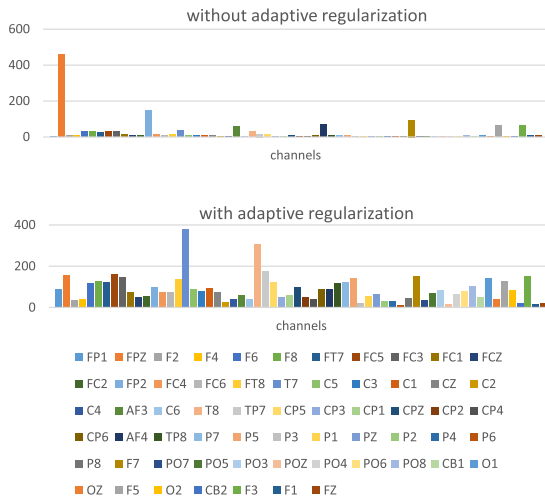 without adaptive regularization
600
400
200
0
channels
with adaptive regularization
400
200
0
channels
FP1 FPZ F2 F4 F6 F8 FT7 FC5 FC3 FC1 FCZ
FC2 FP2 FC4 FC6 FT8 T7 C5 C3 C1 CZ C2
C4 AF3 C6 T8 TP7 CP5 CP3 CP1 CPZ CP2 CP4
CP6 AF4 TP8 P7 P5 P3 P1 PZ P2 P4 P6
P8 F7 PO7 PO5 PO3 POZ PO4 PO6 PO8 CB1 O1
OZ F5 O2 CB2 F3 F1 FZ